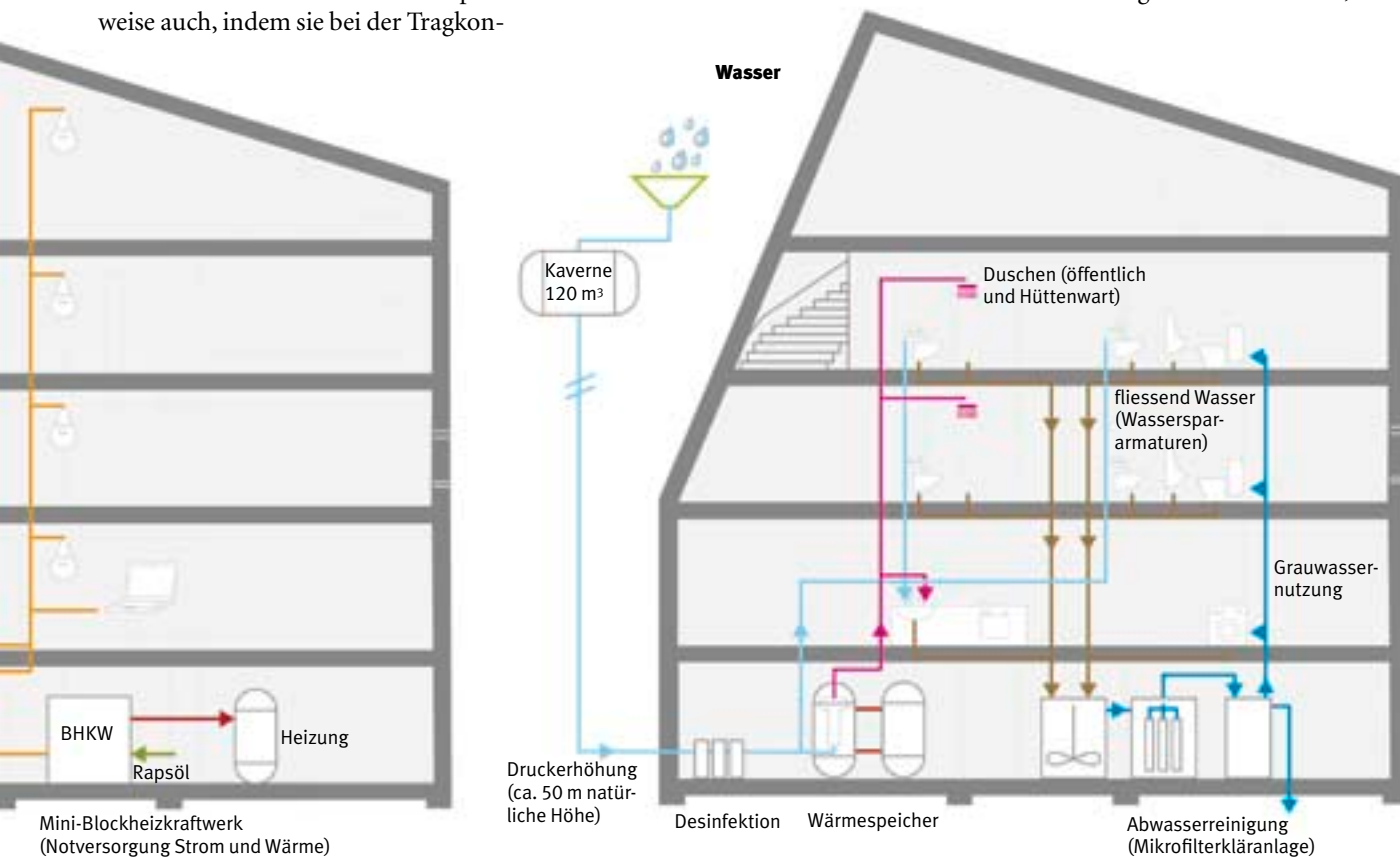 weise auch, indem sie bei der Tragkon-
Wasser
Kaverne
120 m³
Duschen (öffentlich
und Hüttenwart)
fliessend Wasser
(Wasserspar-
armaturen)
Grauwasser-
nutzung
BHKW
Heizung
Rapsöl
Mini-Blockheizkraftwerk
(Notversorgung Strom und Wärme)
Druckerhöhung
(ca. 50 m natür-
liche Höhe)
Desinfektion
Wärmespeicher
Abwasserreinigung
(Mikrofilterkläranlage)